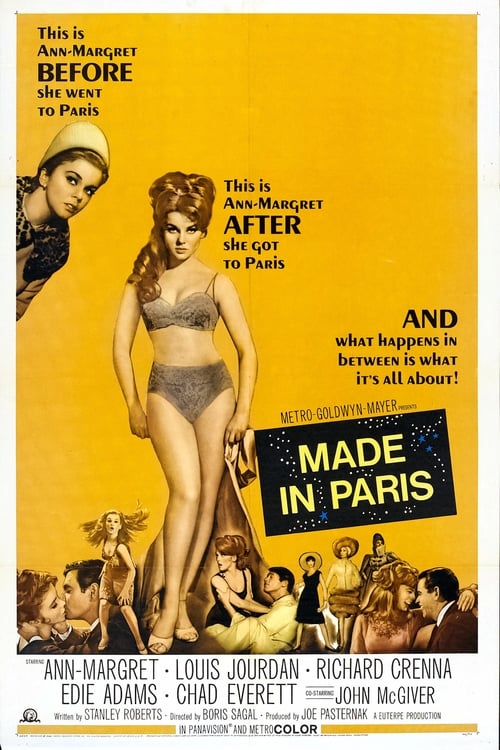 This is
Ann-Margret
BEFORE
she went
to Paris
This is
Ann-Margret
AFTER
she got
to Paris
AND
what happens in
between is what
it's all about!
METRO-GOLDWYN-MAYER PRESENTS
MADE
IN PARIS
STARRING ANN-MARGRET · LOUIS JOURDAN · RICHARD CRENNA
EDIE ADAMS · CHAD EVERETT CO-STARRING JOHN McGIVER
Written by STANLEY ROBERTS · Directed by BORIS SAGAL · Produced by JOE PASTERNAK A EUTERPE PRODUCTION
IN PANAVISION® AND METROCOLOR